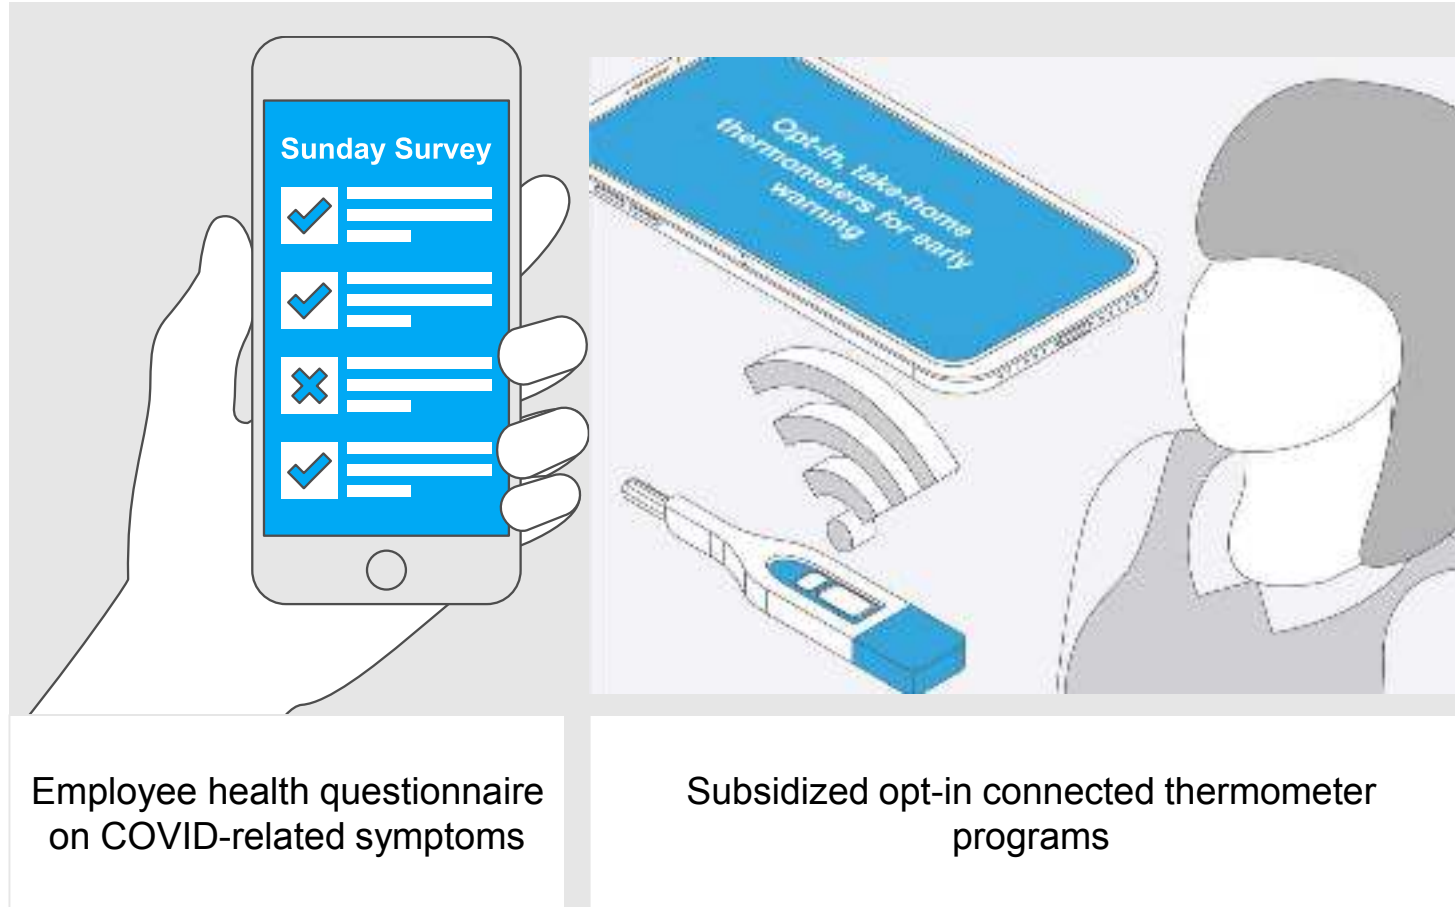 Sunday Survey
Opt-in, take-home
thermometers for early
warning
Employee health questionnaire
on COVID-related symptoms
Subsidized opt-in connected thermometer
programs